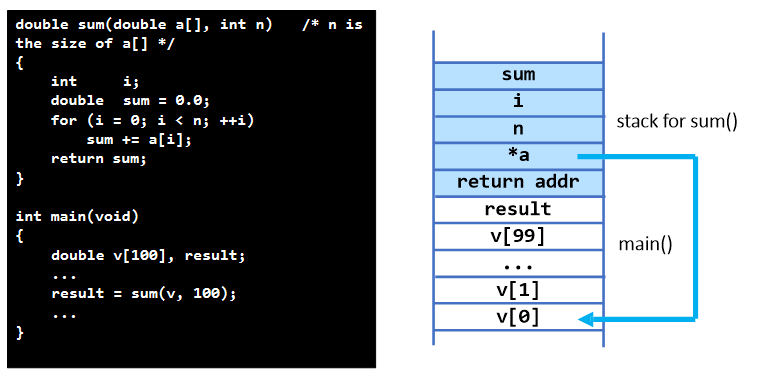 double sum(double a[], int n)   /* n is
the size of a[] */
{
    int     i;
    double  sum = 0.0;
    for (i = 0; i < n; ++i)
        sum += a[i];
    return sum;
}
int main(void)
{
    double v[100], result;
    ...
    result = sum(v, 100);
    ...
}
sum
i
n
*a
return addr
result
v[99]
...
v[1]
v[0]
stack for sum()
main()